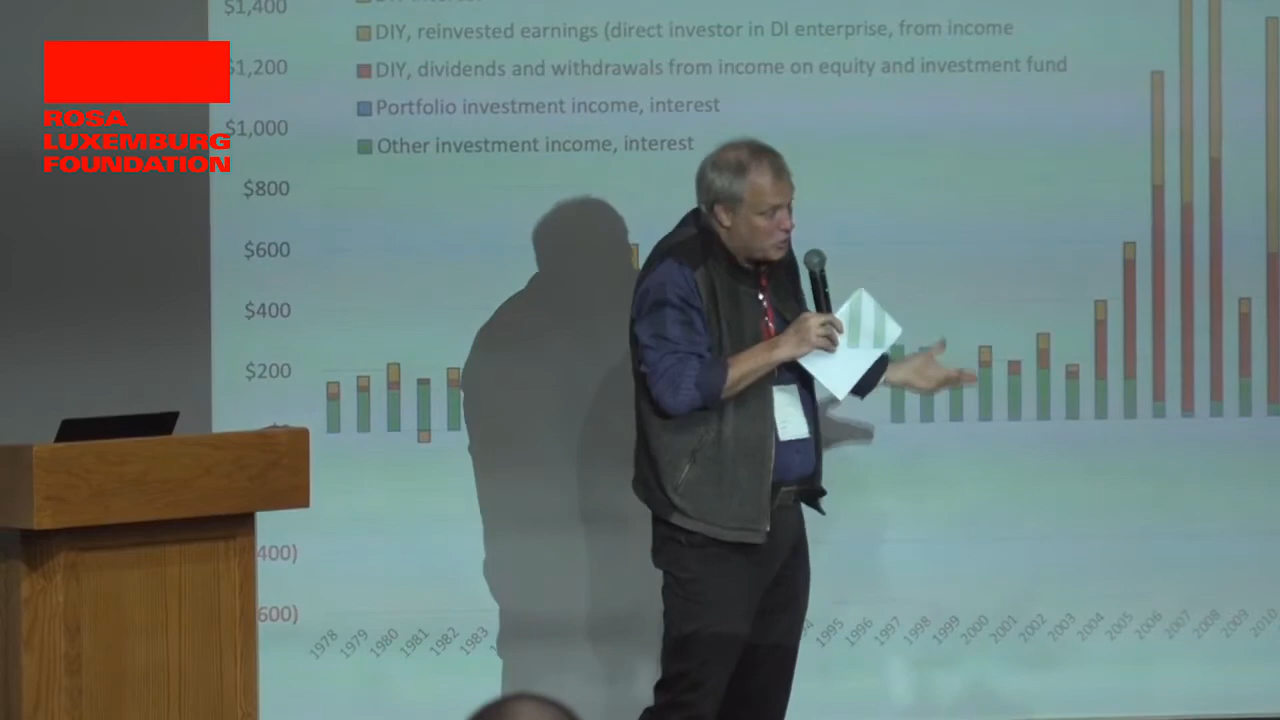 $1,400
DIY, reinvested earnings (direct investor in DI enterprise, from income
$1,200
DIY, dividends and withdrawals from income on equity and investment fund
Portfolio investment income, interest
ROSA
LUXEMBURG
FOUNDATION
$1,000
Other investment income, interest
$800
$600
$400
$200
400)
600)
1978 1979 1980 1981 1982 1983 1995 1996 1997 1998 1999 2000 2001 2002 2003 2004 2005 2006 2007 2008 2009 2010